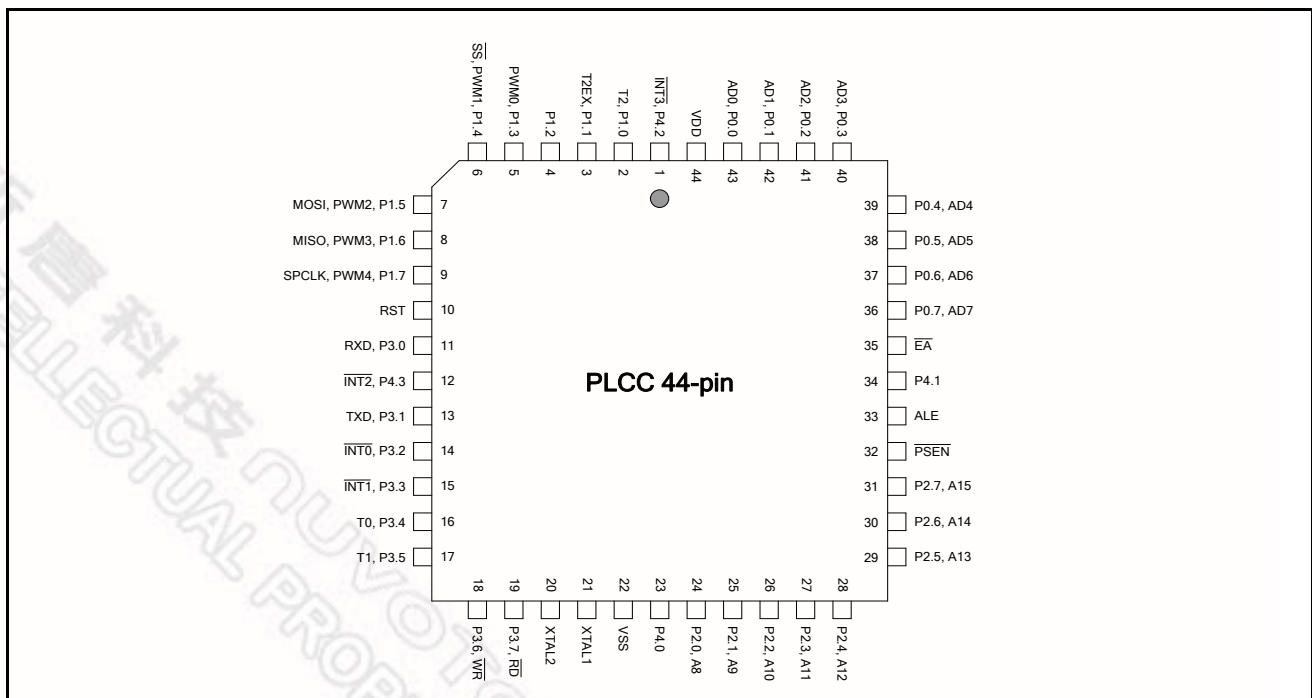 SS, PWM1, P1.4
PWM0, P1.3
P1.2
T2EX, P1.1
T2, P1.0
INT3, P4.2
VDD
AD0, P0.0
AD1, P0.1
AD2, P0.2
AD3, P0.3
6
5
4
3
2
1
44
43
42
41
40
MOSI, PWM2, P1.5 7
MISO, PWM3, P1.6 8
SPCLK, PWM4, P1.7 9
RST 10
RXD, P3.0 11
INT2, P4.3 12
TXD, P3.1 13
INT0, P3.2 14
INT1, P3.3 15
T0, P3.4 16
T1, P3.5 17
PLCC 44-pin
39 P0.4, AD4
38 P0.5, AD5
37 P0.6, AD6
36 P0.7, AD7
35 EA
34 P4.1
33 ALE
32 PSEN
31 P2.7, A15
30 P2.6, A14
29 P2.5, A13
18
19
20
21
22
23
24
25
26
27
28
P3.6, WR
P3.7, RD
XTAL2
XTAL1
VSS
P4.0
P2.0, A8
P2.1, A9
P2.2, A10
P2.3, A11
P2.4, A12
科技 nuvoTo